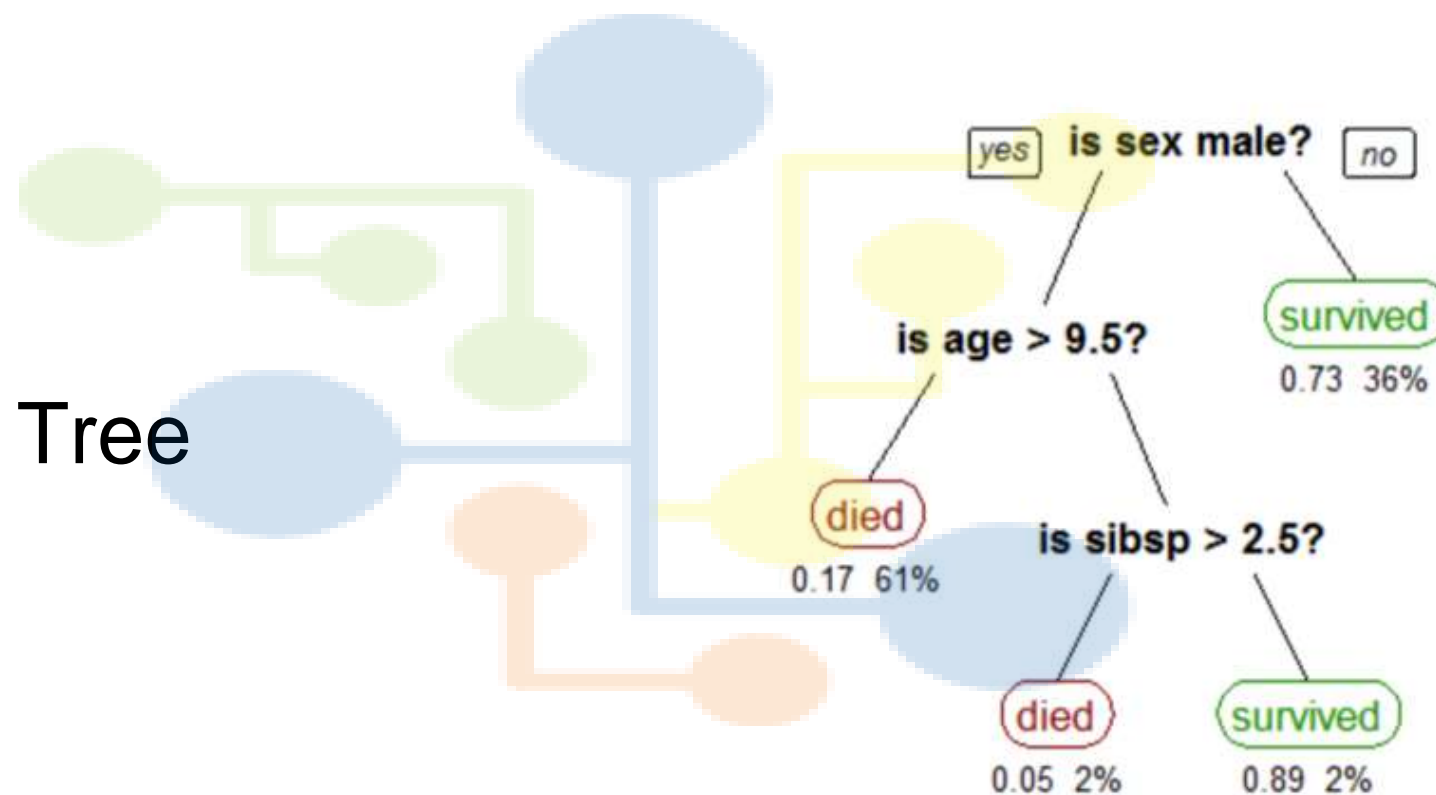 yes is sex male? no
survived
0.73 36%
is age > 9.5?
Tree
died
0.17 61%
is sibsp > 2.5?
died survived
0.05 2% 0.89 2%